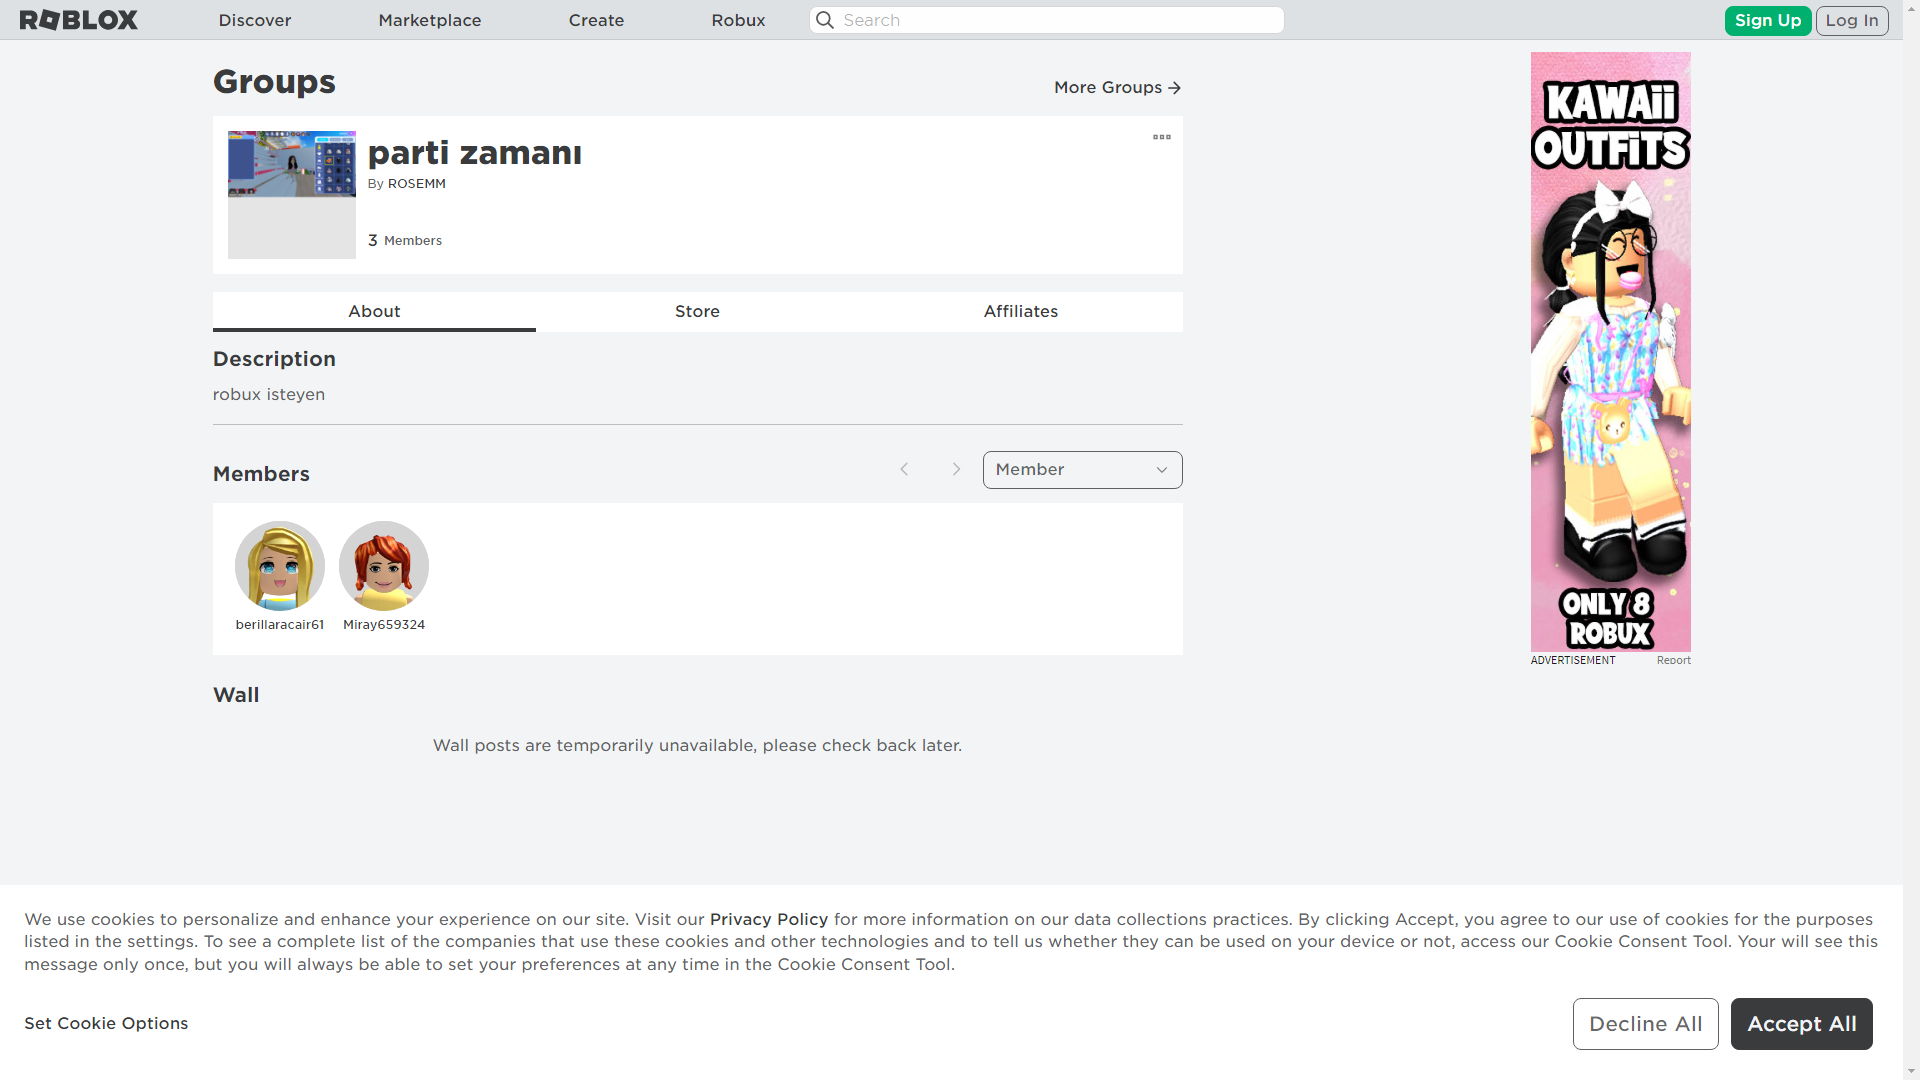 ROBLOX
Discover
Marketplace
Create
Robux
Search
Sign Up
Log In
Groups
More Groups
parti zamanı
By ROSEMM
3 Members
About
Store
Affiliates
Description
robux isteyen
Members
Member
berillaracair61
Miray659324
Wall
Wall posts are temporarily unavailable, please check back later.
KAWAii
OUTFiTS
ONLY 8
ROBUX
ADVERTISEMENT
Report
We use cookies to personalize and enhance your experience on our site. Visit our Privacy Policy for more information on our data collections practices. By clicking Accept, you agree to our use of cookies for the purposes
listed in the settings. To see a complete list of the companies that use these cookies and other technologies and to tell us whether they can be used on your device or not, access our Cookie Consent Tool. Your will see this
message only once, but you will always be able to set your preferences at any time in the Cookie Consent Tool.
Set Cookie Options
Decline All
Accept All